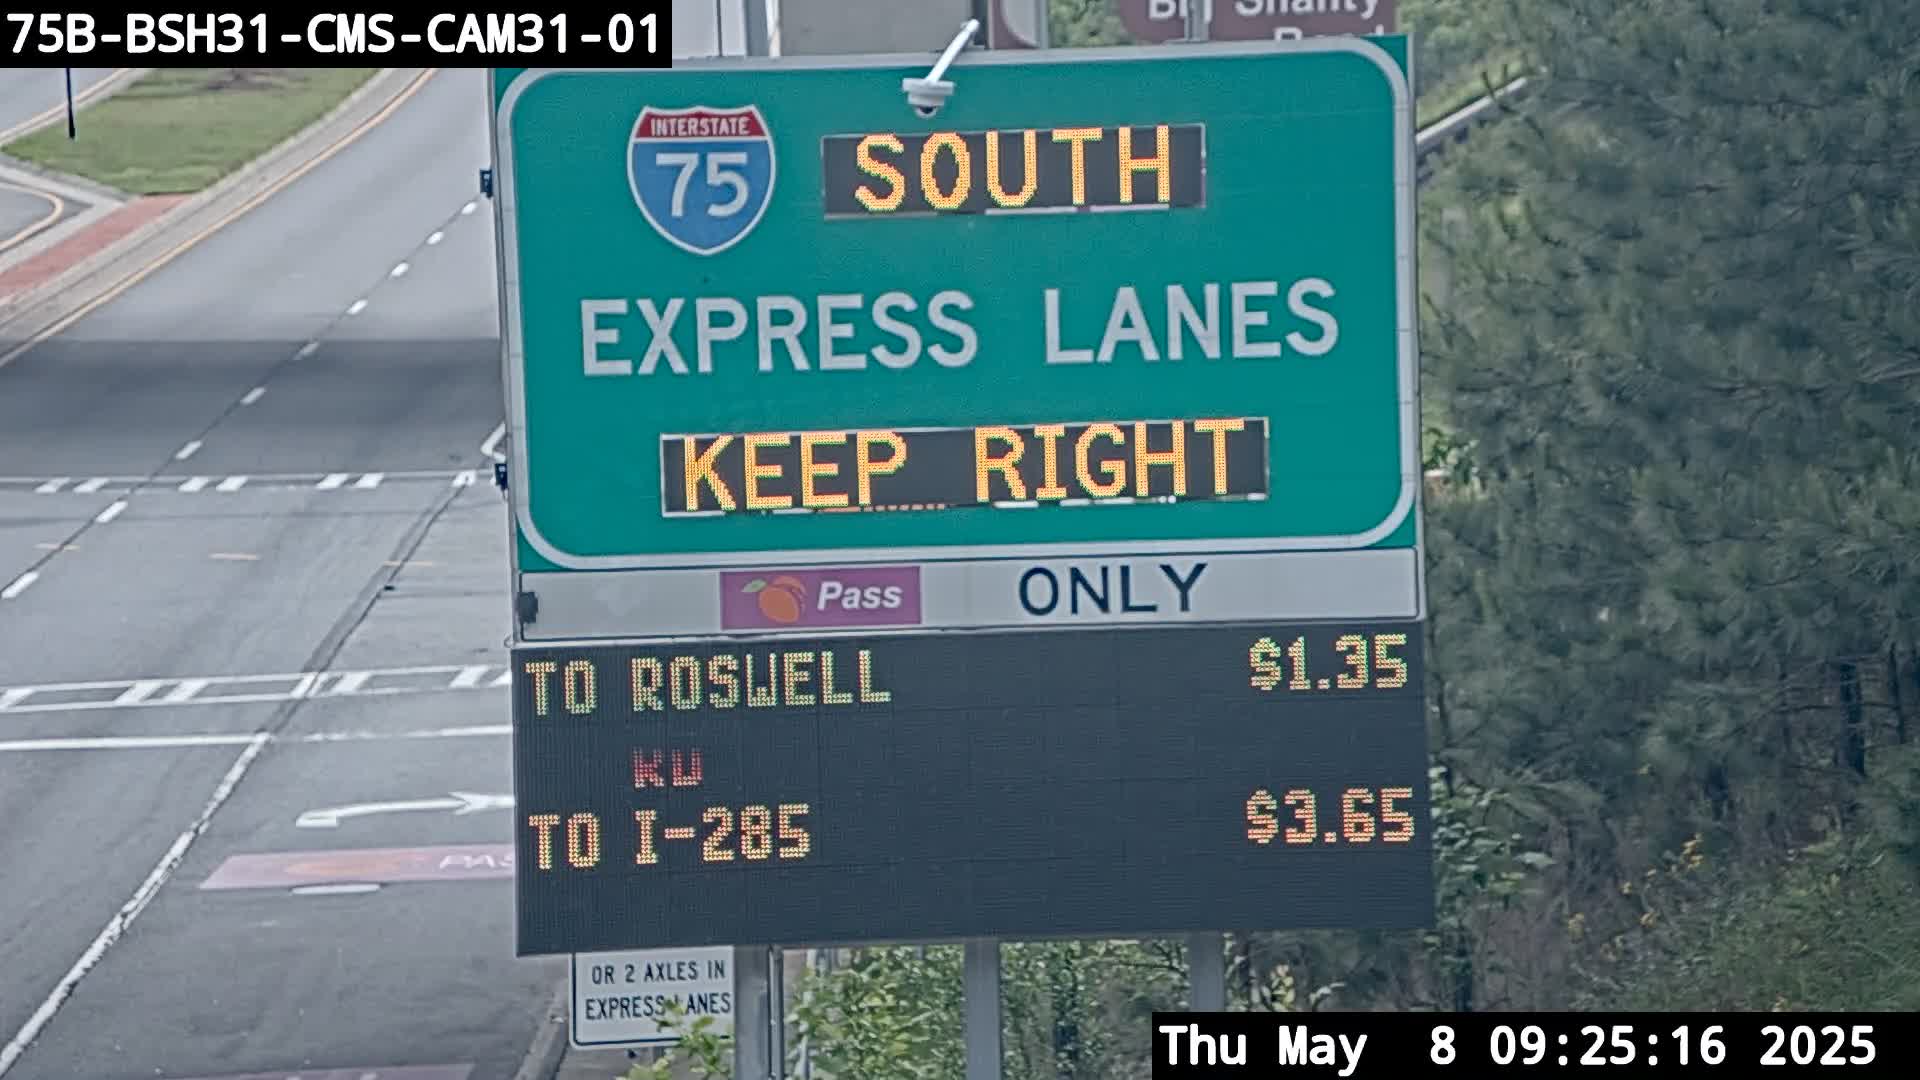 75B-BSH31-CMS-CAM31-01
Shanty
INTERSTATE
75
SOUTH
EXPRESS LANES
KEEP RIGHT
Pass
ONLY
TO ROSWELL $1.35
TO I-285 $3.65
OR 2 AXLES IN
EXPRESS LANES
Thu May 8 09:25:16 2025